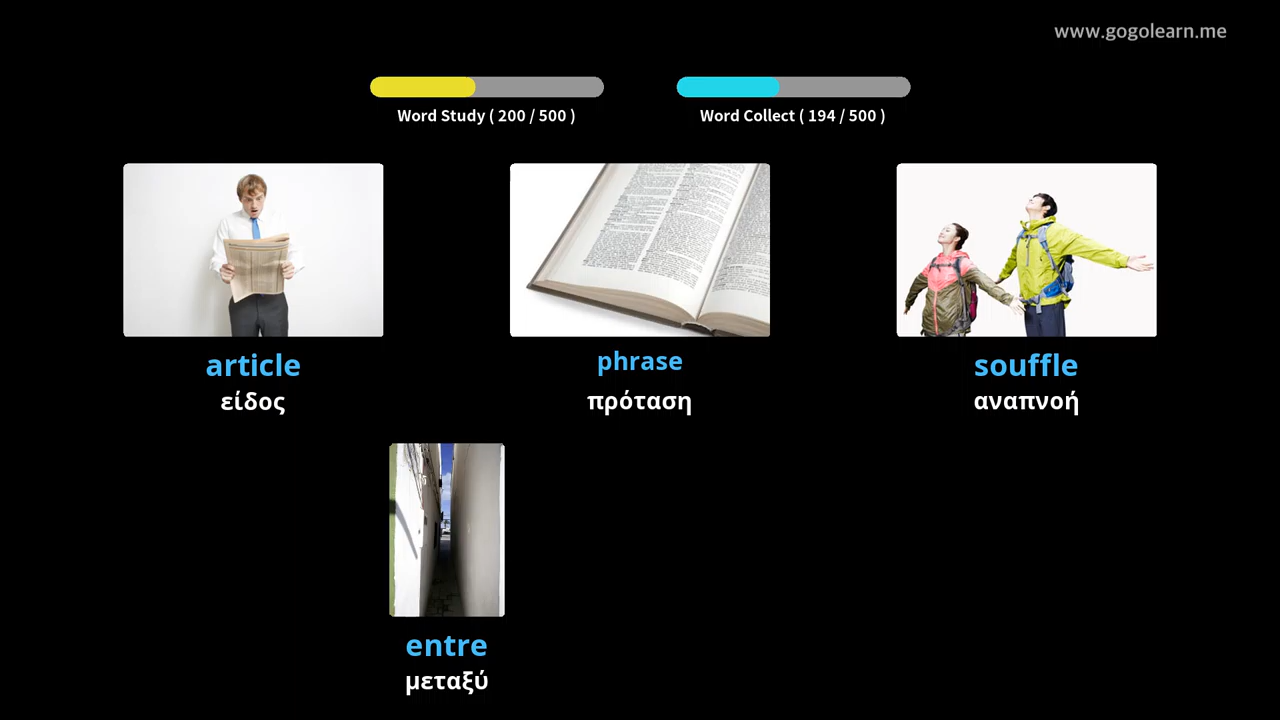 www.gogolearn.me
Word Study ( 200 / 500 )
Word Collect ( 194 / 500 )
article
είδος
phrase
πρόταση
souffle
αναπνοή
entre
μεταξύ